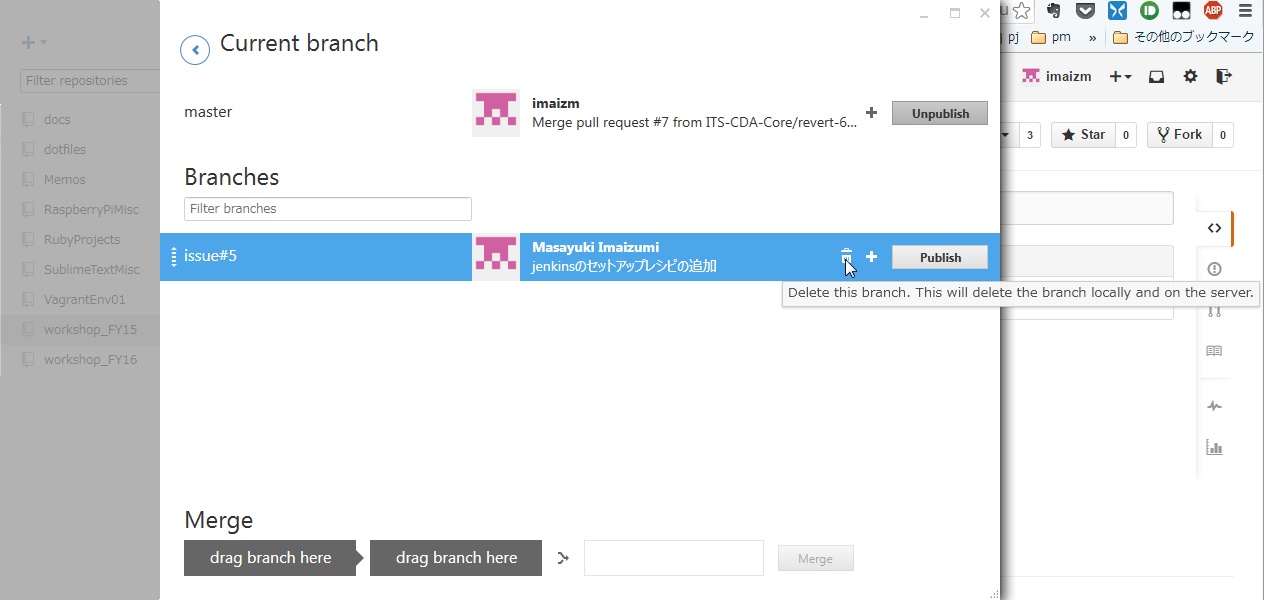 Filter repositories
docs
dotfiles
Memos
RaspberryPiMisc
RubyProjects
SublimeTextMisc
VagrantEnv01
workshop_FY15
workshop_FY16
Current branch
master
imaizm
Merge pull request #7 from ITS-CDA-Core/revert-6...
Unpublish
Branches
Filter branches
issue#5
Masayuki Imaizumi
jenkinsのセットアップレシピの追加
Publish
Delete this branch. This will delete the branch locally and on the server.
Merge
drag branch here
drag branch here
Merge
ABP
pj
pm
»
その他のブックマーク
imaizm
3
Star
0
Fork
0